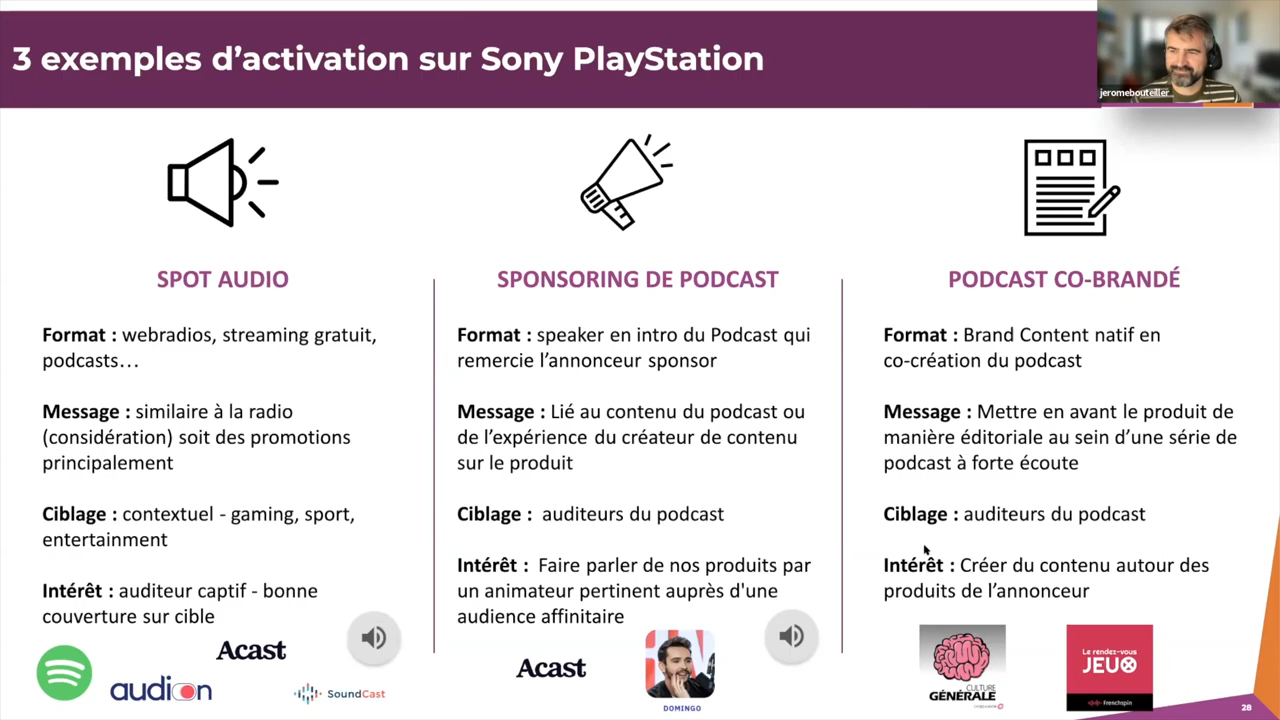 3 exemples d'activation sur Sony PlayStation
jeromebouteiller
SPOT AUDIO
Format : webradios, streaming gratuit,
podcasts…
Message : similaire à la radio
(considération) soit des promotions
principalement
Ciblage : contextuel - gaming, sport,
entertainment
Intérêt : auditeur captif - bonne
couverture sur cible
Acast
audion
SoundCast
SPONSORING DE PODCAST
Format : speaker en intro du Podcast qui
remercie l'annonceur sponsor
Message : Lié au contenu du podcast ou
de l'expérience du créateur de contenu
sur le produit
Ciblage : auditeurs du podcast
Intérêt : Faire parler de nos produits par
un animateur pertinent auprès d'une
audience affinitaire
Acast
DOMINGO
PODCAST CO-BRANDÉ
Format : Brand Content natif en
co-création du podcast
Message : Mettre en avant le produit de
manière éditoriale au sein d'une série de
podcast à forte écoute
Ciblage : auditeurs du podcast
Intérêt : Créer du contenu autour des
produits de l'annonceur
CULTURE
GÉNÉRALE
Le rendez-vous
JEUX
Frenchspin
28